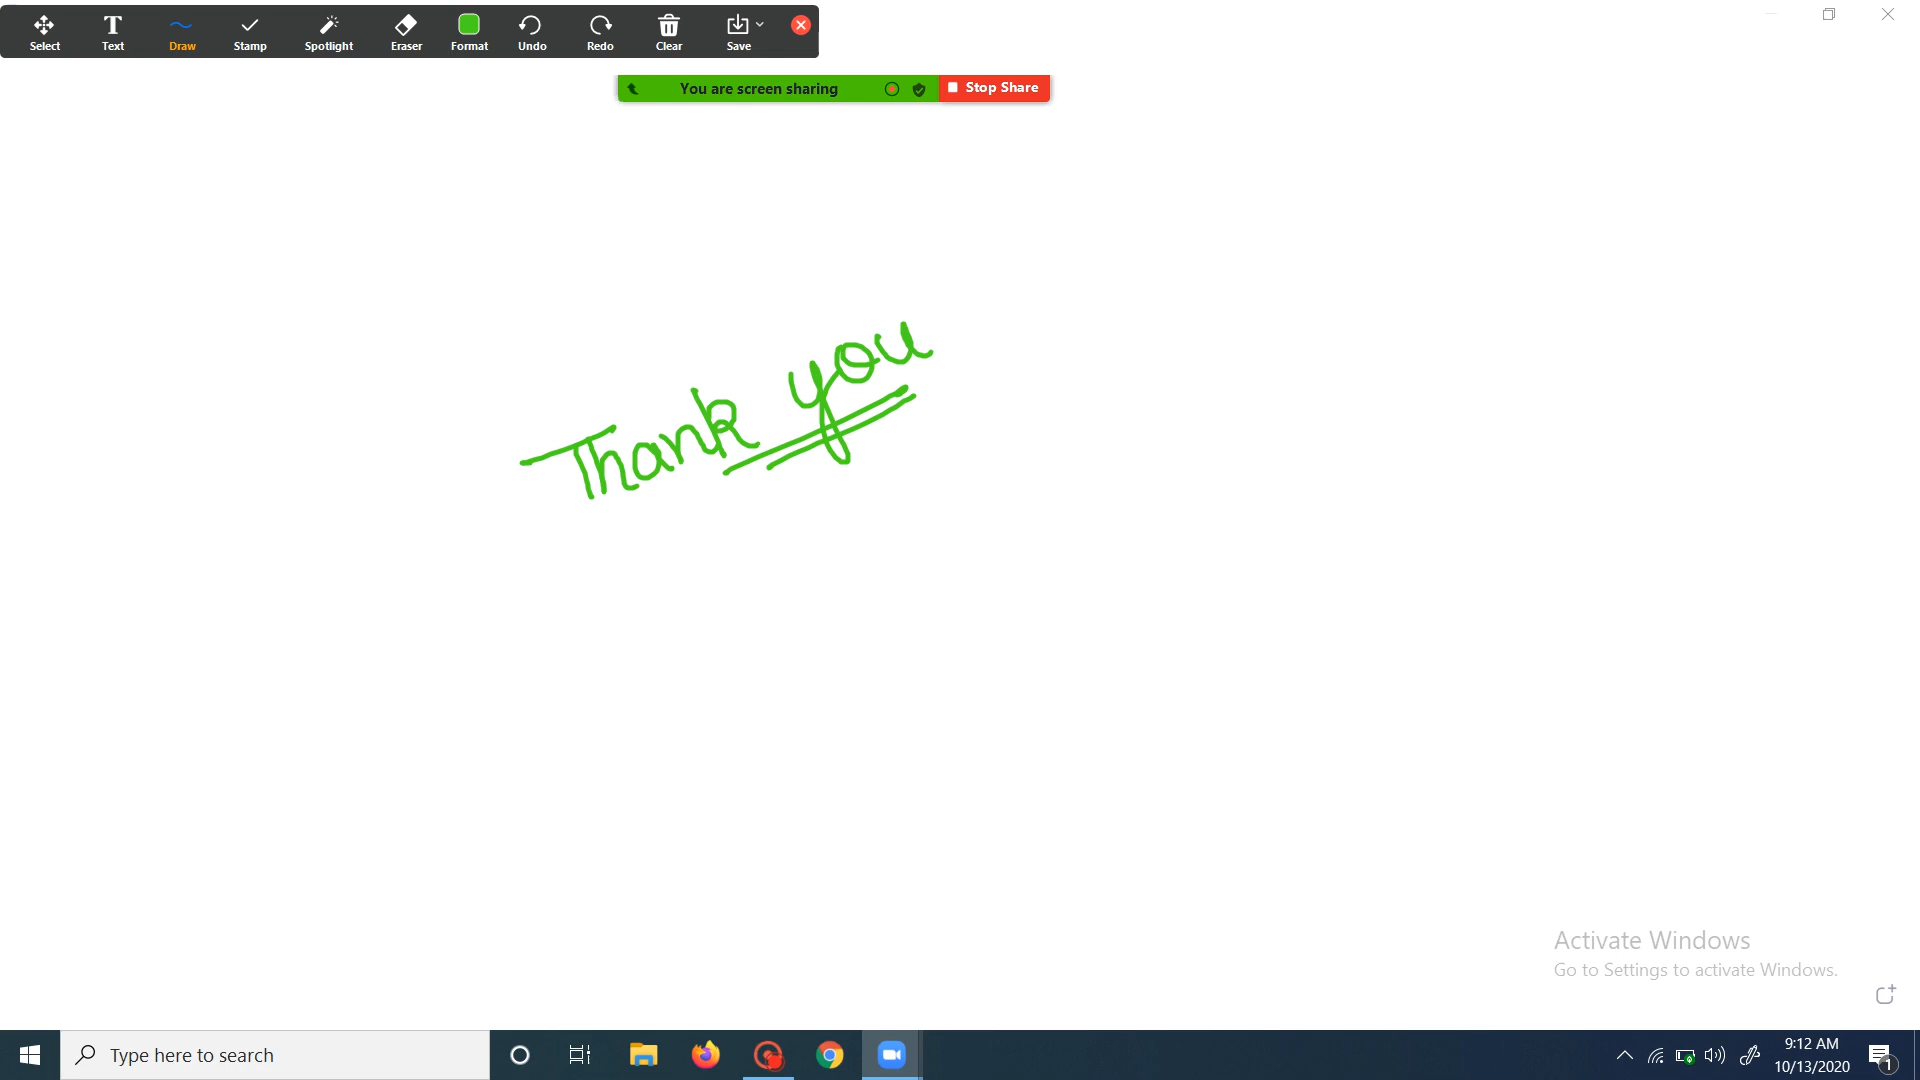 Select Text Draw Stamp Spotlight Eraser Format Undo Redo Clear Save
You are screen sharing Stop Share
Thank you
Activate Windows
Go to Settings to activate Windows.
Type here to search
9:12 AM
10/13/2020
1